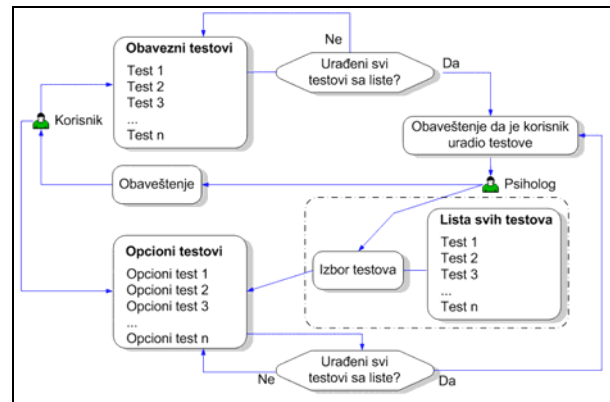 Obavezni testovi
Test 1
Test 2
Test 3
...
Test n
Ne
Urađeni svi
testovi sa liste?
Da
Korisnik
Obaveštenje da je korisnik
uradio testove
Obaveštenje
Psiholog
Opcioni testovi
Opcioni test 1
Opcioni test 2
Opcioni test 3
...
Opcioni test n
Izbor testova
Lista svih testova
Test 1
Test 2
Test 3
...
Test n
Urađeni svi
testovi sa liste?
Ne
Da